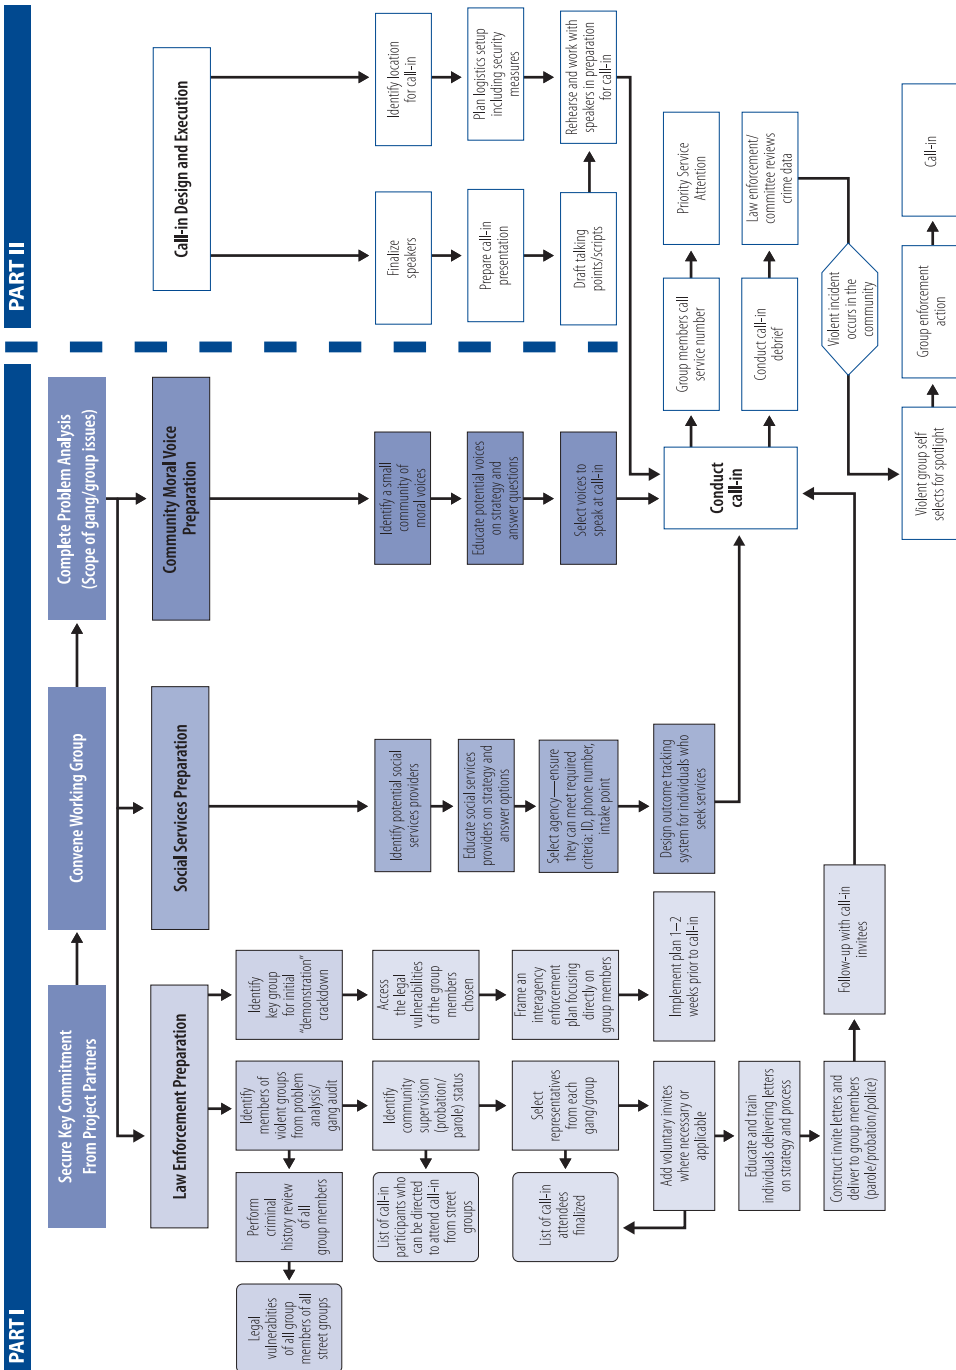 PART I
Secure Key Commitment
From Project Partners
Convene Working Group
Complete Problem Analysis
(Scope of gang/group issues)
Law Enforcement Preparation
Social Services Preparation
Community Moral Voice
Preparation
Identify
key group
for initial
“demonstration”
crackdown
Access
the legal
vulnerabilities
of the group
members
chosen
Frame an
interagency
enforcement
plan focusing
directly on
group members
Implement plan 1–2
weeks prior to call-in
Identify
members of
violent groups
from problem
analysis/
gang audit
Identify
community
supervision
(probation/
parole) status
Select
representatives
from each
gang/group
Add voluntary invites
where necessary or
applicable
Educate and train
individuals delivering letters
on strategy and process
Construct invite letters and
deliver to group members
(parole/probation/police)
Follow-up with call-in
invitees
Perform
criminal
history review
of all
group members
Legal
vulnerabities
of all group
members of all
street groups
List of call-in
participants who
can be directed
to attend call-in
from street
groups
List of call-in
attendees
finalized
Identify potential social
services providers
Educate social services
providers on strategy and
answer options
Select agency—ensure
they can meet required
criteria: ID, phone number,
intake point
Design outcome tracking
system for individuals who
seek services
Identify a small
community of
moral voices
Educate potential voices
on strategy and
answer questions
Select voices to
speak at call-in
PART II
Call-in Design and Execution
Finalize
speakers
Prepare call-in
presentation
Draft talking
points/scripts
Identify location
for call-in
Plan logistics setup
including security
measures
Rehearse and work with
speakers in preparation
for call-in
Conduct
call-in
Group members call
service number
Priority Service
Attention
Conduct call-in
debrief
Law enforcement/
committee reviews
crime data
Violent incident
occurs in the
community
Violent group self
selects for spotlight
Group enforcement
action
Call-in